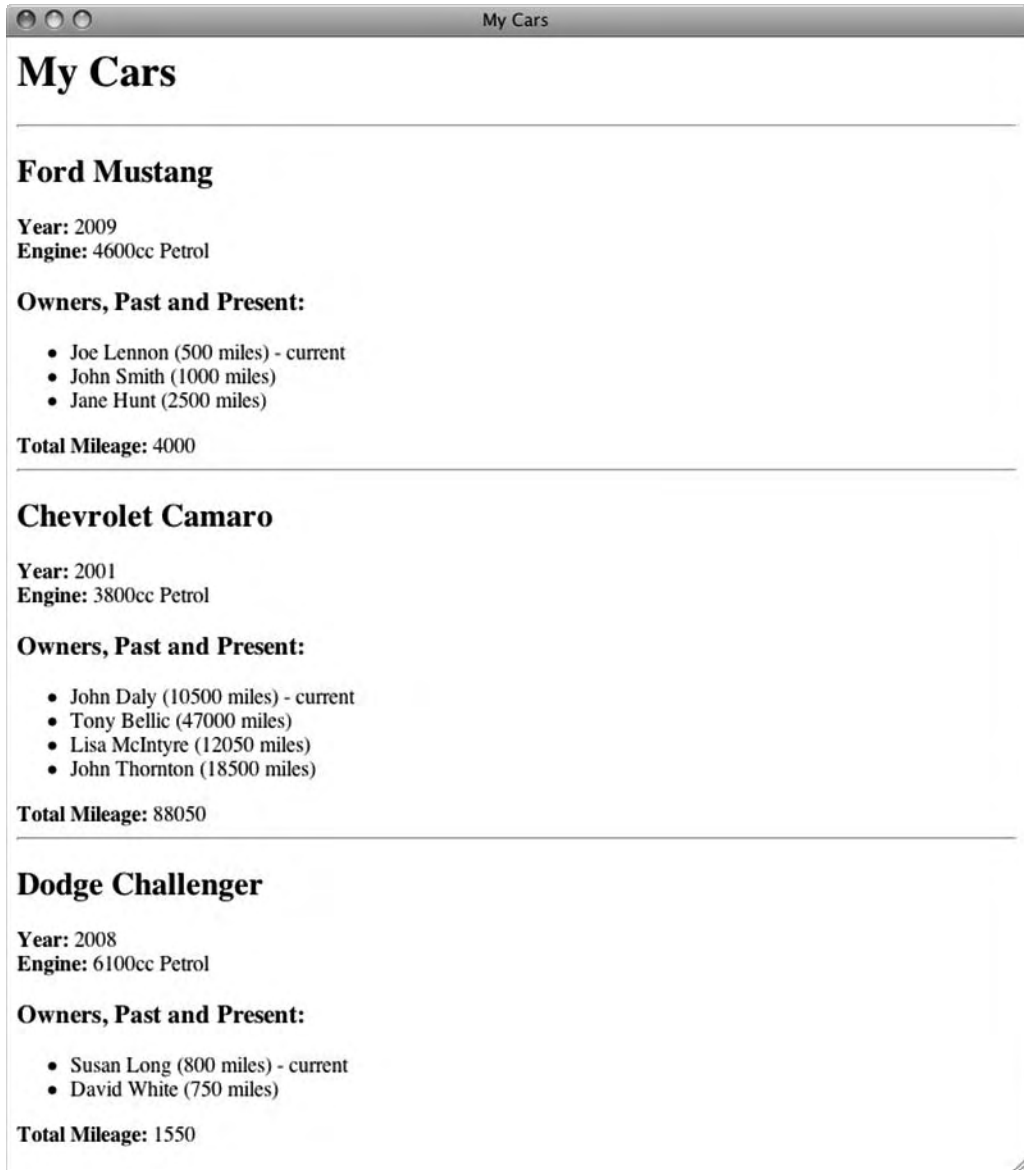 My Cars
My Cars
Ford Mustang
Year: 2009
Engine: 4600cc Petrol
Owners, Past and Present:
• Joe Lennon (500 miles) - current
• John Smith (1000 miles)
• Jane Hunt (2500 miles)
Total Mileage: 4000
Chevrolet Camaro
Year: 2001
Engine: 3800cc Petrol
Owners, Past and Present:
• John Daly (10500 miles) - current
• Tony Bellic (47000 miles)
• Lisa McIntyre (12050 miles)
• John Thornton (18500 miles)
Total Mileage: 88050
Dodge Challenger
Year: 2008
Engine: 6100cc Petrol
Owners, Past and Present:
• Susan Long (800 miles) - current
• David White (750 miles)
Total Mileage: 1550